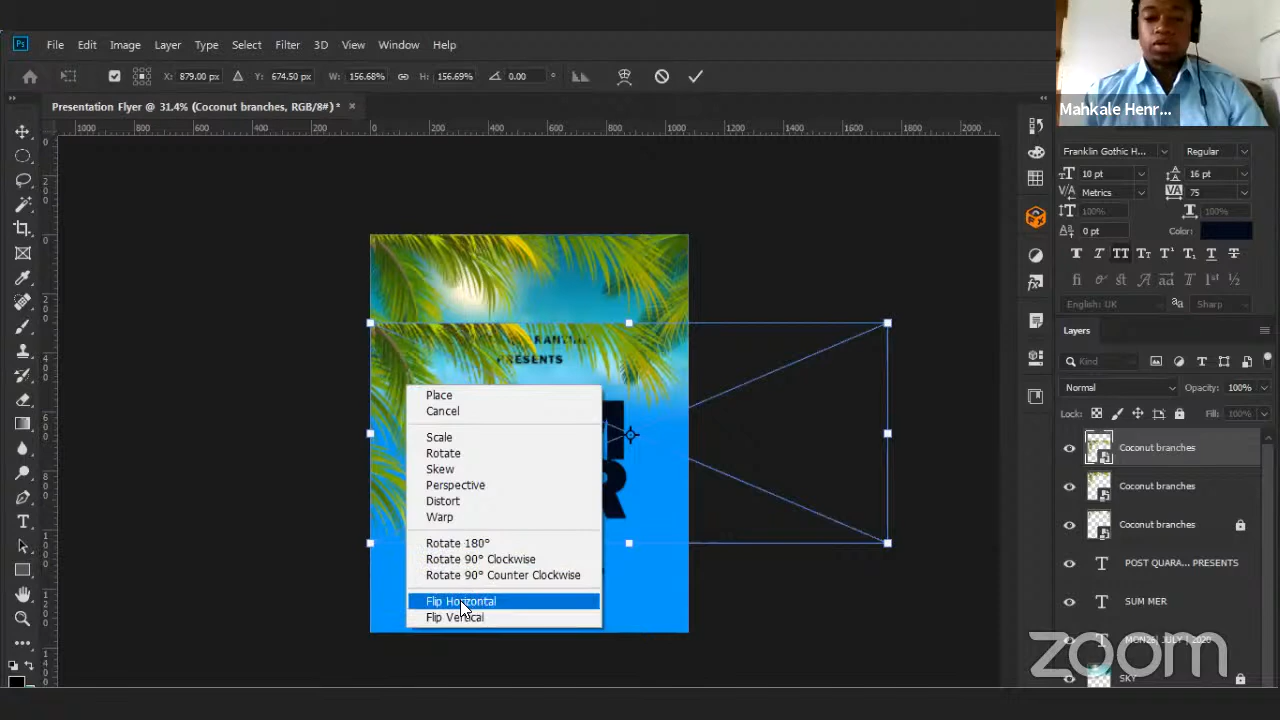 Ps File Edit Image Layer Type Select Filter 3D View Window Help
X: 879.00 px Y: 674.50 px W: 156.68% H: 156.69% 0.00 °
Presentation Flyer @ 31.4% (Coconut branches, RGB/8#) * ×
1000 800 600 400 200 0 200 400 600 800 1000 1200 1400 1600 1800 2000
PRESENTS
Place
Cancel
Scale
Rotate
Skew
Perspective
Distort
Warp
Rotate 180°
Rotate 90° Clockwise
Rotate 90° Counter Clockwise
Flip Horizontal
Flip Vertical
Mahkale Henr...
Franklin Gothic H... Regular
10 pt 16 pt
Metrics 75
100% 100%
0 pt Color:
English: UK Sharp
Layers
Kind
Normal Opacity: 100%
Lock: Fill: 100%
Coconut branches
Coconut branches
Coconut branches
POST QUARA... PRESENTS
SUM MER
MON26| JULY | 2020
SKY
zoom